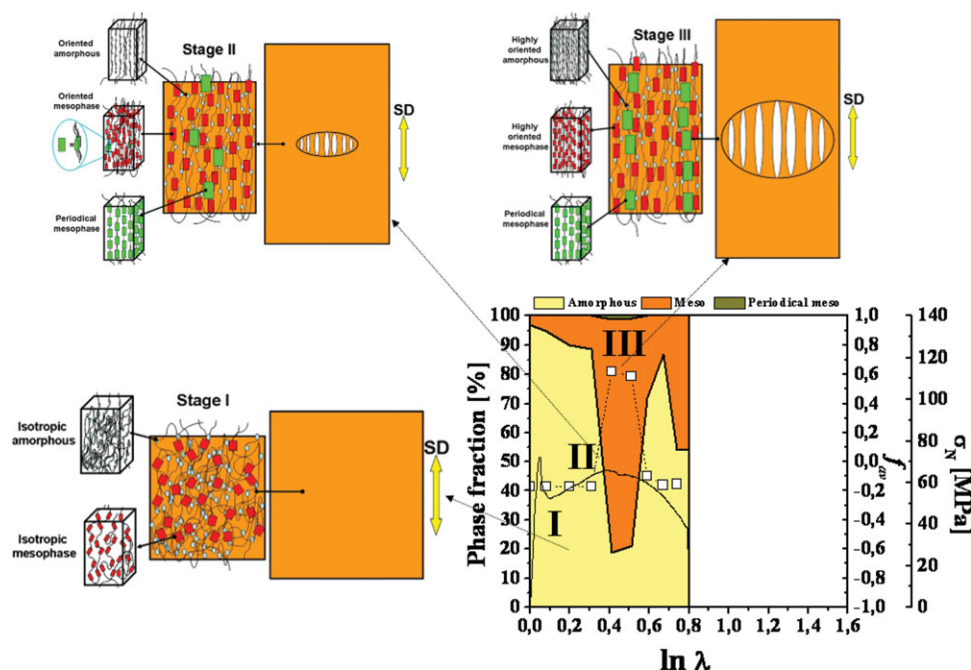 Oriented
amorphous
Stage II
Oriented
mesophase
Periodical
mesophase
SD
Highly
oriented
amorphous
Stage III
Highly
oriented
mesophase
Periodical
mesophase
SD
Isotropic
amorphous
Stage I
Isotropic
mesophase
SD
Amorphous Meso Periodical meso
Phase fraction [%]
100
90
80
70
60
50
40
30
20
10
0
I
II
III
0,0 0,2 0,4 0,6 0,8 1,0 1,2 1,4 1,6
ln λ
1,0
0,8
0,6
0,4
0,2
0,0
-0,2
-0,4
-0,6
-0,8
-1,0
f av
140
120
100
80
60
40
20
0
σN [MPa]